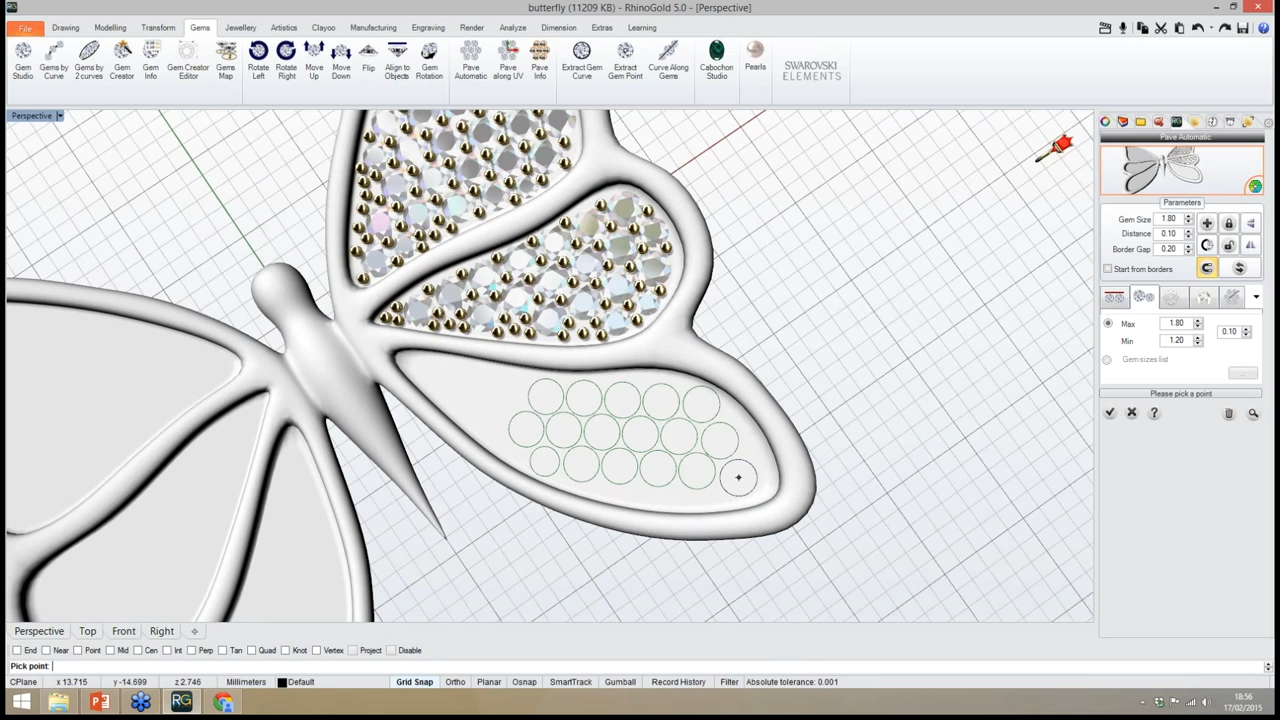 butterfly (11209 KB) - RhinoGold 5.0 - [Perspective]
File Drawing Modelling Transform Gems Jewellery Artistics Clayoo Manufacturing Engraving Render Analyze Dimension Extras Learning
Gem Studio
Gems by Curve
Gems by 2 curves
Gem Creator
Gem Info
Gem Creator Editor
Gems Map
Rotate Left
Rotate Right
Move Up
Move Down
Flip
Align to Objects
Gem Rotation
Pave Automatic
Pave along UV
Pave Info
Extract Gem Curve
Extract Gem Point
Curve Along Gems
Cabochon Studio
Pearls
SWAROVSKI ELEMENTS
Perspective
Pave Automatic
Parameters
Gem Size 1.80
Distance 0.10
Border Gap 0.20
Start from borders
Max 1.80
0.10
Min 1.20
Gem sizes list
...
Please pick a point
Perspective Top Front Right
End Near Point Mid Cen Int Perp Tan Quad Knot Vertex Project Disable
Pick point
CPlane x 13.715 y -14.699 z 2.746 Millimeters Default Grid Snap Ortho Planar Osnap SmartTrack Gumball Record History Filter Absolute tolerance: 0.001
RG
18:56
17/02/2015